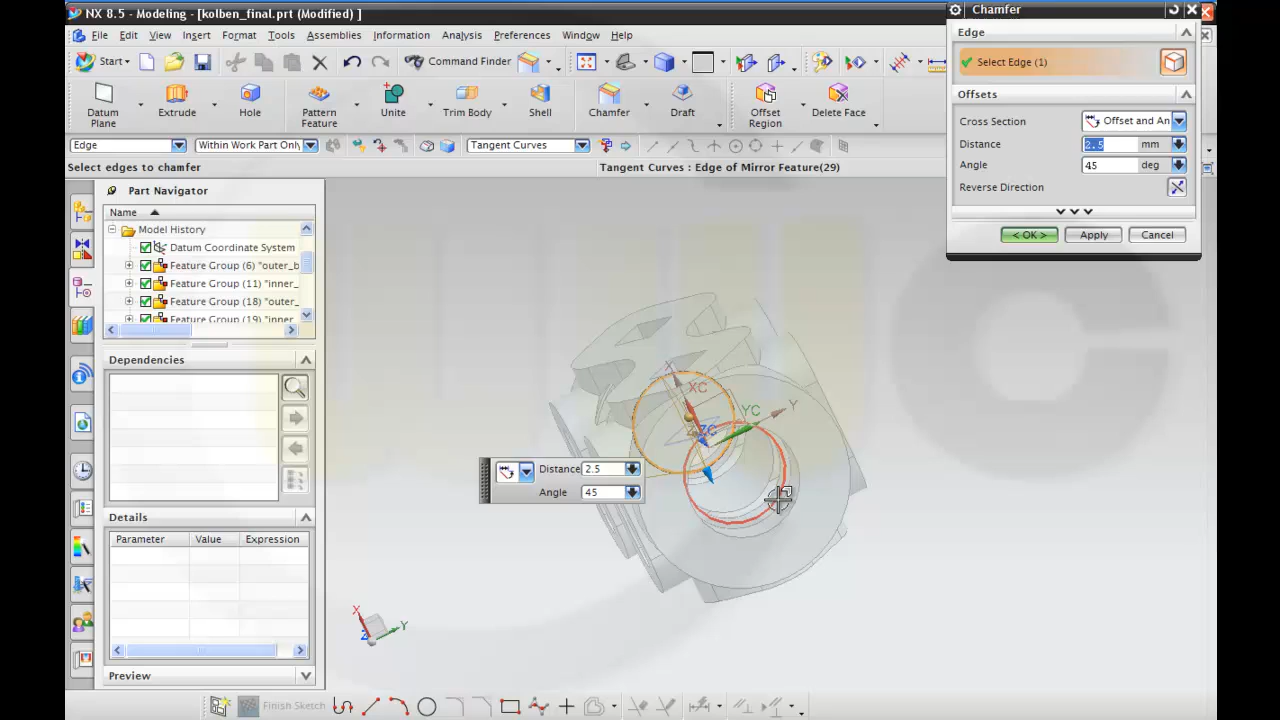 NX 8.5 - Modeling - [kolben_final.prt (Modified) ]
Chamfer
File Edit View Insert Format Tools Assemblies Information Analysis Preferences Window Help
Edge
Select Edge (1)
Start
Command Finder
Offsets
Datum Plane
Extrude
Hole
Pattern Feature
Unite
Trim Body
Shell
Chamfer
Draft
Offset Region
Delete Face
Cross Section Offset and An
Distance 2.5 mm
Angle 45 deg
Reverse Direction
Edge Within Work Part Only Tangent Curves
Select edges to chamfer
Tangent Curves : Edge of Mirror Feature(29)
< OK > Apply Cancel
Part Navigator
Name
Model History
Datum Coordinate System
Feature Group (6) "outer_b
Feature Group (11) "inner_
Feature Group (18) "outer_
Feature Group (19) "inner
Dependencies
X
XC
YC
Y
ZC
Distance 2.5
Angle 45
Details
Parameter Value Expression
X
Y
Z
Preview
Finish Sketch